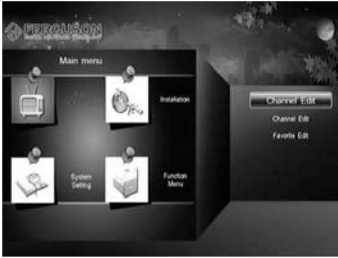 FERGUSON
Main menu
Installation
System
Setting
Function
Menu
Channel Edit
Channel Edit
Favorite Edit